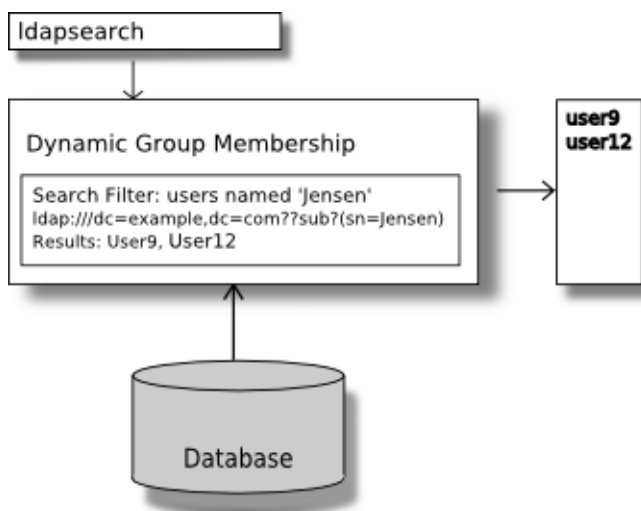 ldapsearch
Dynamic Group Membership
Search Filter: users named 'Jensen'
ldap:///dc=example,dc=com??sub?(sn=Jensen)
Results: User9, User12
user9
user12
Database